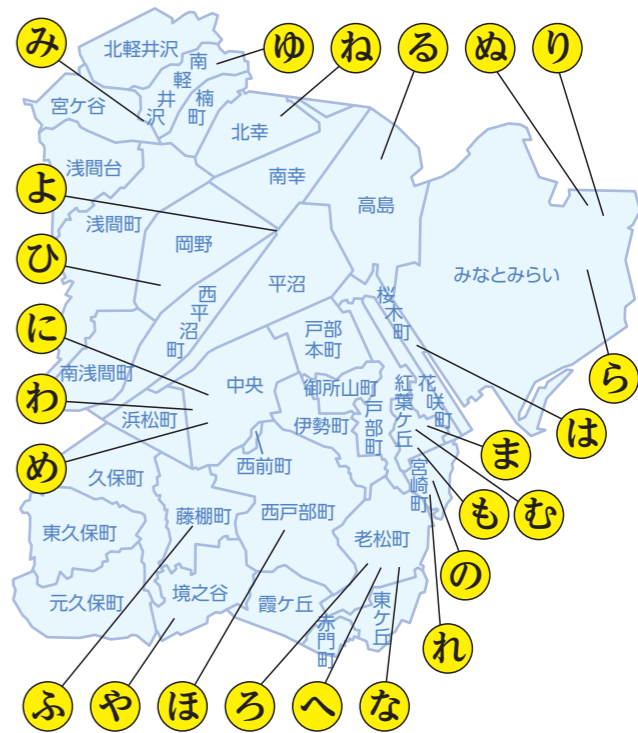 み
ゆ
ね
る
ぬ
り
北軽井沢
南軽井沢
楠町
宮ケ谷
北幸
浅間台
南幸
よ
高島
浅間町
ひ
岡野
平沼
みなとみらい
西平沼町
桜木町
に
戸部本町
ら
南浅間町
中央
御所山町
紅葉ケ丘
花咲町
わ
浜松町
伊勢町
戸部町
ま
は
め
西前町
宮崎町
久保町
藤棚町
西戸部町
も
む
東久保町
老松町
の
元久保町
境之谷
霞ケ丘
東ケ丘
赤門町
れ
ふ
や
ほ
ろ
へ
な